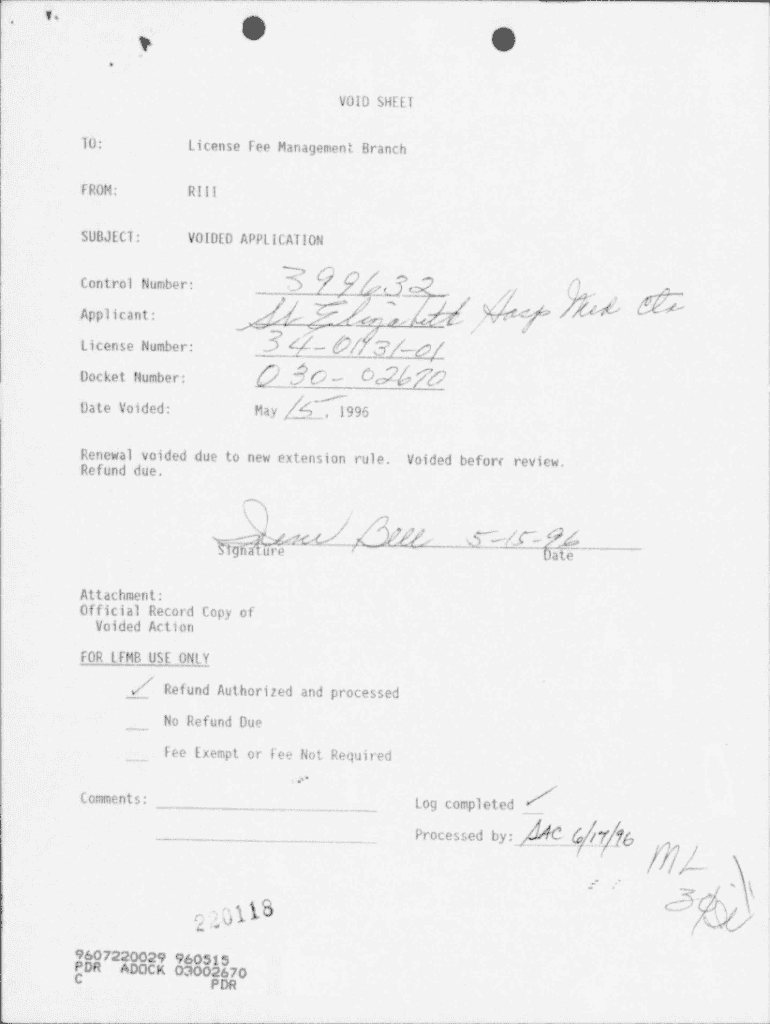 VOID SHEET
TO: License Fee Management Branch
FROM: RIII
SUBJECT: VOIDED APPLICATION
Control Number: 399632
Applicant: St Elizabeth Hosp Med Ctr
License Number: 34-01131-01
Docket Number: 030-02670
Date Voided: May 15, 1996
Renewal voided due to new extension rule. Voided before review.
Refund due.
Bell 5-15-96
Signature Date
Attachment:
Official Record Copy of
Voided Action
FOR LFMB USE ONLY
✓ Refund Authorized and processed
No Refund Due
Fee Exempt or Fee Not Required
Comments:
Log completed ✓
Processed by: SAC 6/17/96
ML
220118
9607220029 960515
PDR ADOCK 03002670
C PDR